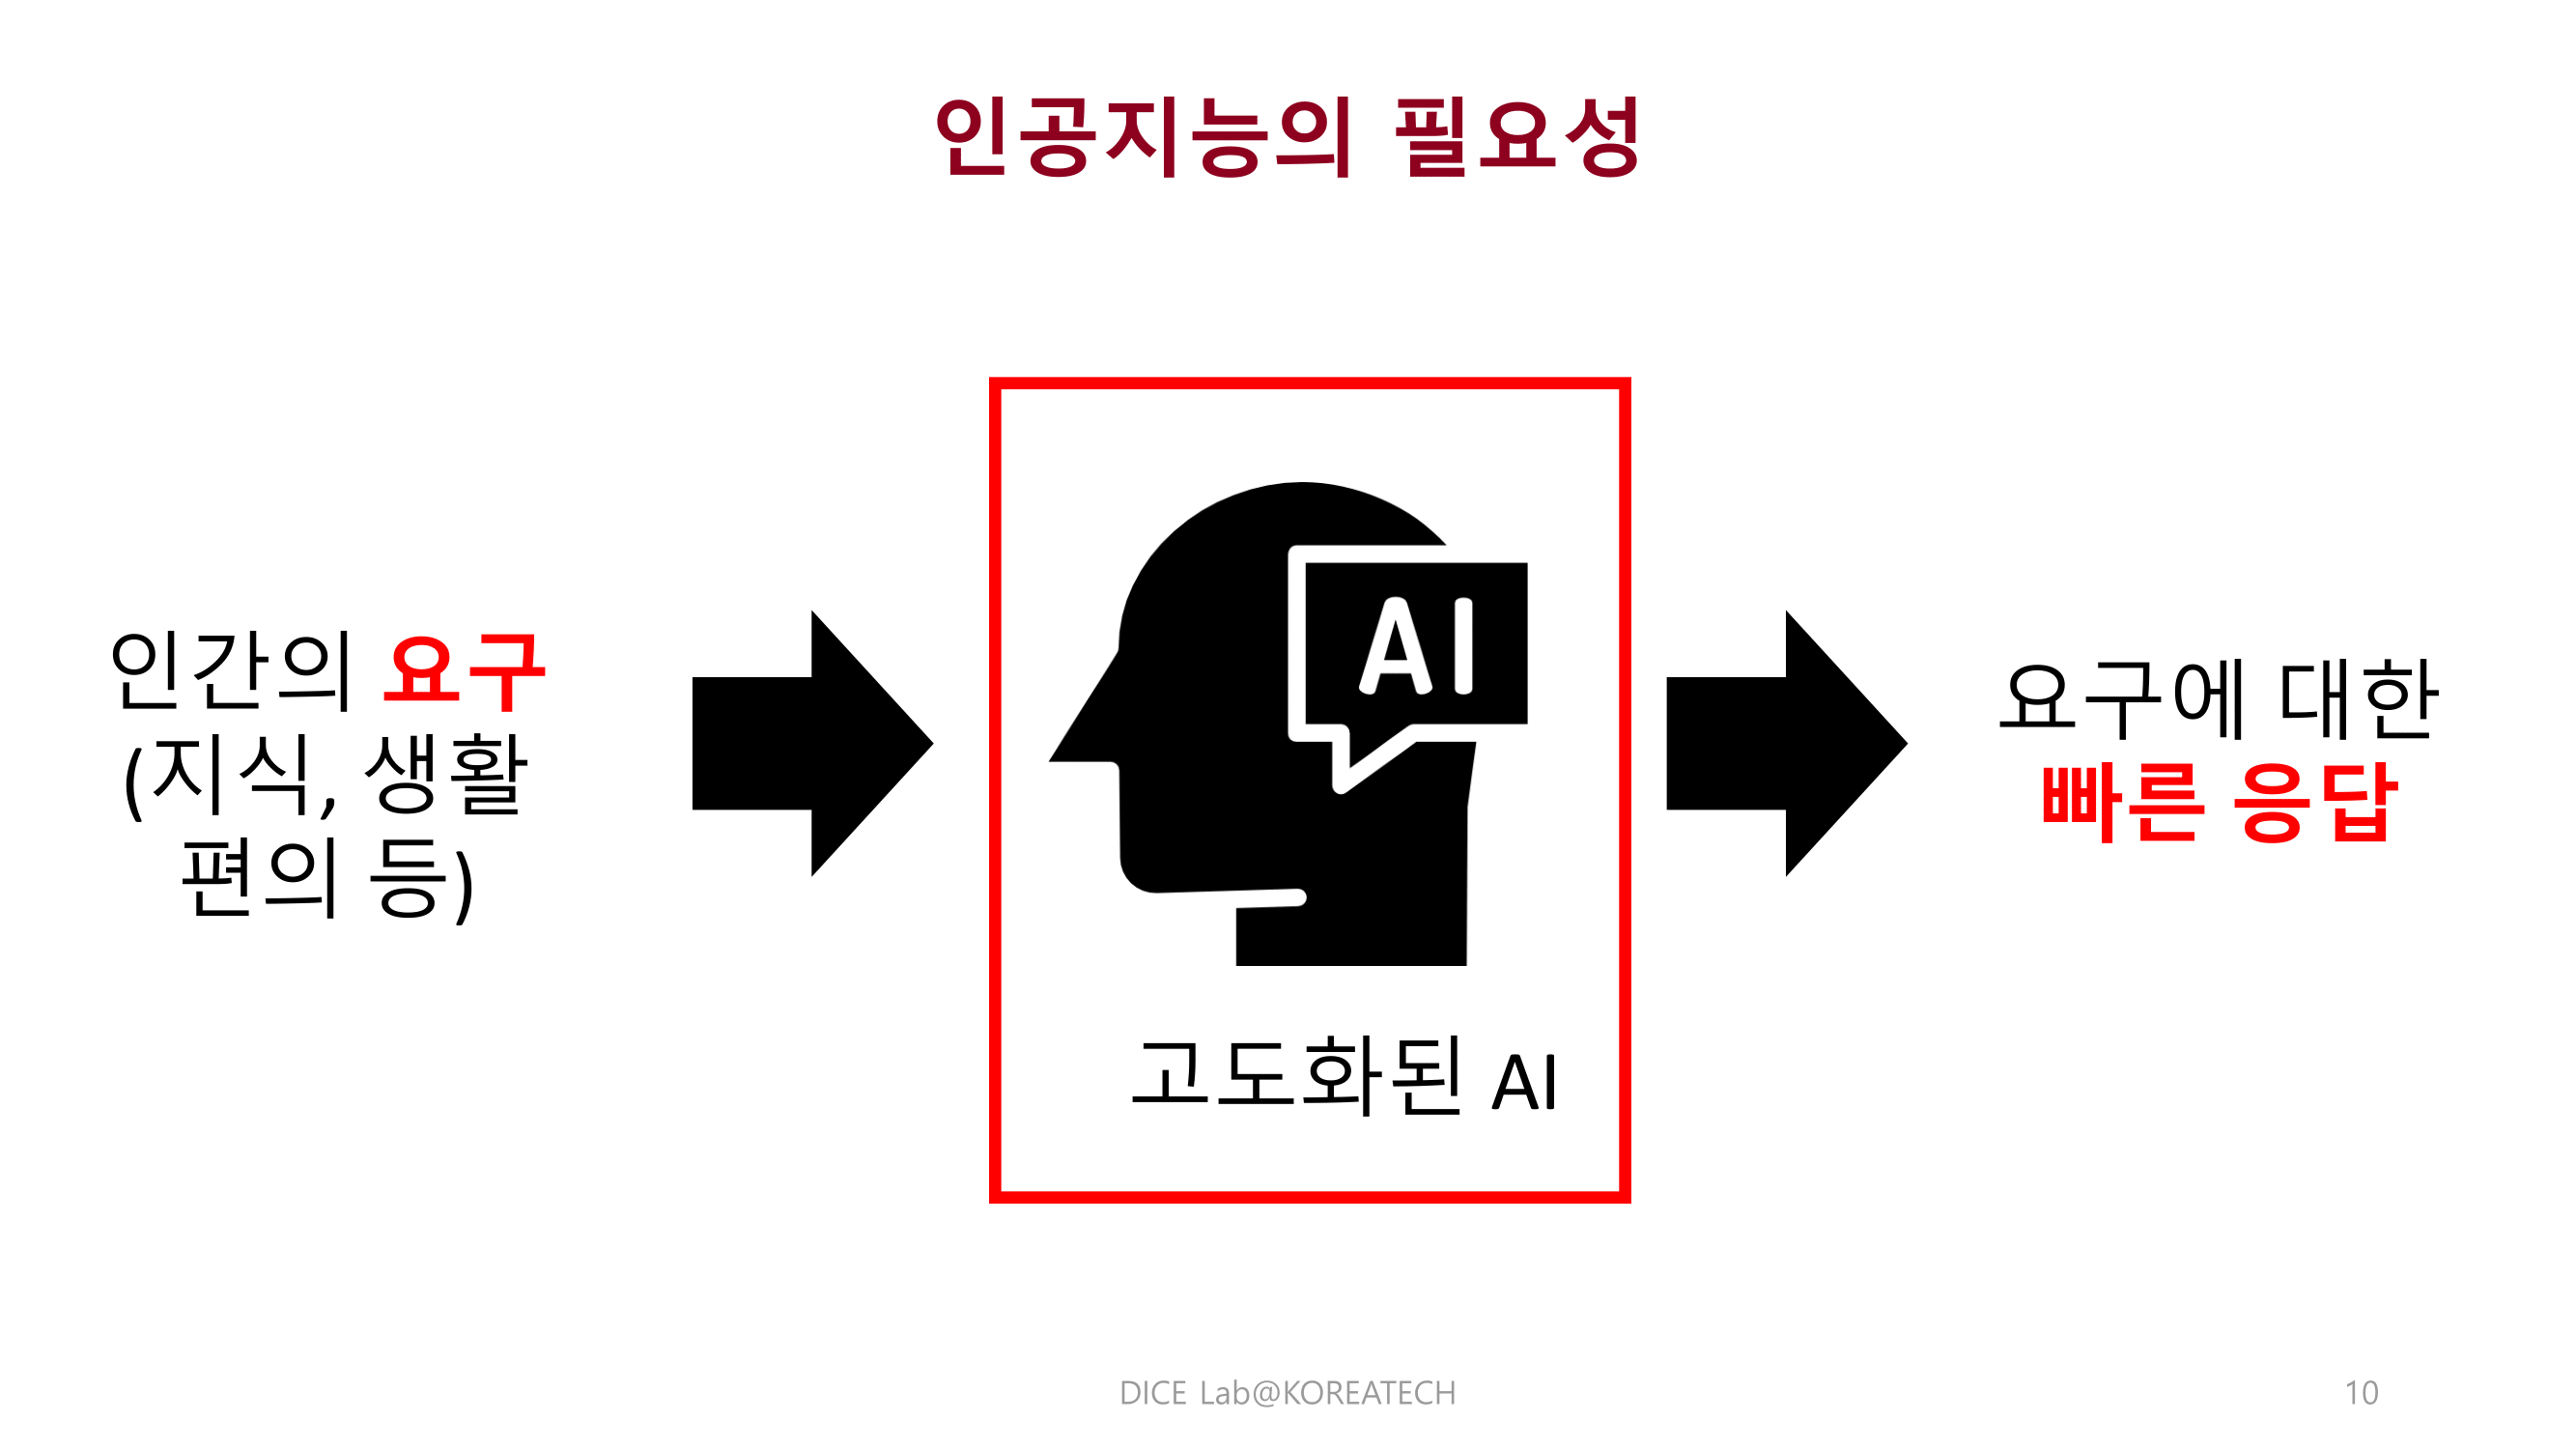 인공지능의 필요성
인간의 요구
(지식, 생활
편의 등)
AI
고도화된 AI
요구에 대한
빠른 응답
DICE Lab@KOREATECH
10